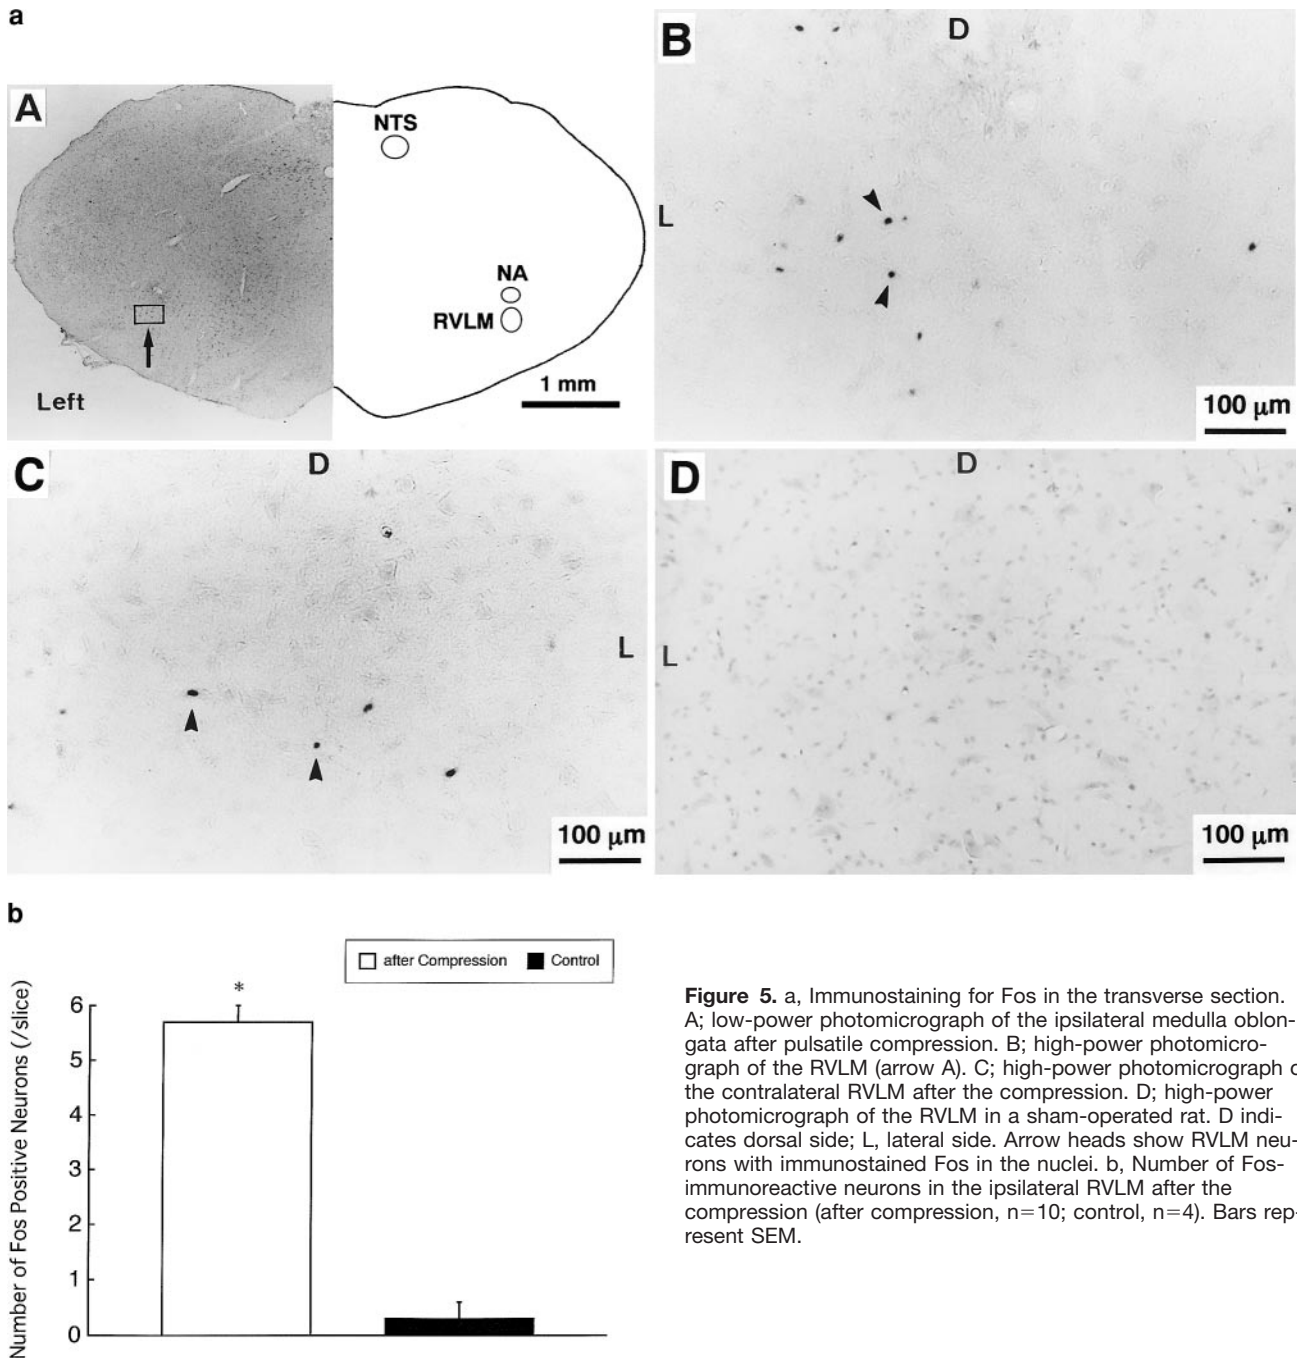 a
A
NTS
NA
RVLM
1 mm
Left
B
D
L
100 μm
C
D
L
100 μm
D
D
L
100 μm
b
after Compression
Control
*
Number of Fos Positive Neurons (/slice)
6
5
4
3
2
1
0
Figure 5. a, Immunostaining for Fos in the transverse section.
A; low-power photomicrograph of the ipsilateral medulla oblon-
gata after pulsatile compression. B; high-power photomicro-
graph of the RVLM (arrow A). C; high-power photomicrograph
the contralateral RVLM after the compression. D; high-power
photomicrograph of the RVLM in a sham-operated rat. D indi-
cates dorsal side; L, lateral side. Arrow heads show RVLM neu-
rons with immunostained Fos in the nuclei. b, Number of Fos-
immunoreactive neurons in the ipsilateral RVLM after the
compression (after compression, n=10; control, n=4). Bars rep-
resent SEM.